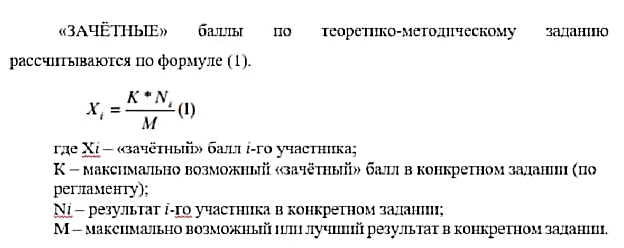 «ЗАЧЁТНЫЕ» баллы по теоретико-методическому заданию
рассчитываются по формуле (1).
X_i = K * N_i / M (1)
где Xi – «зачётный» балл i-го участника;
К – максимально возможный «зачётный» балл в конкретном задании (по
регламенту);
Ni – результат i-го участника в конкретном задании;
М – максимально возможный или лучший результат в конкретном задании.